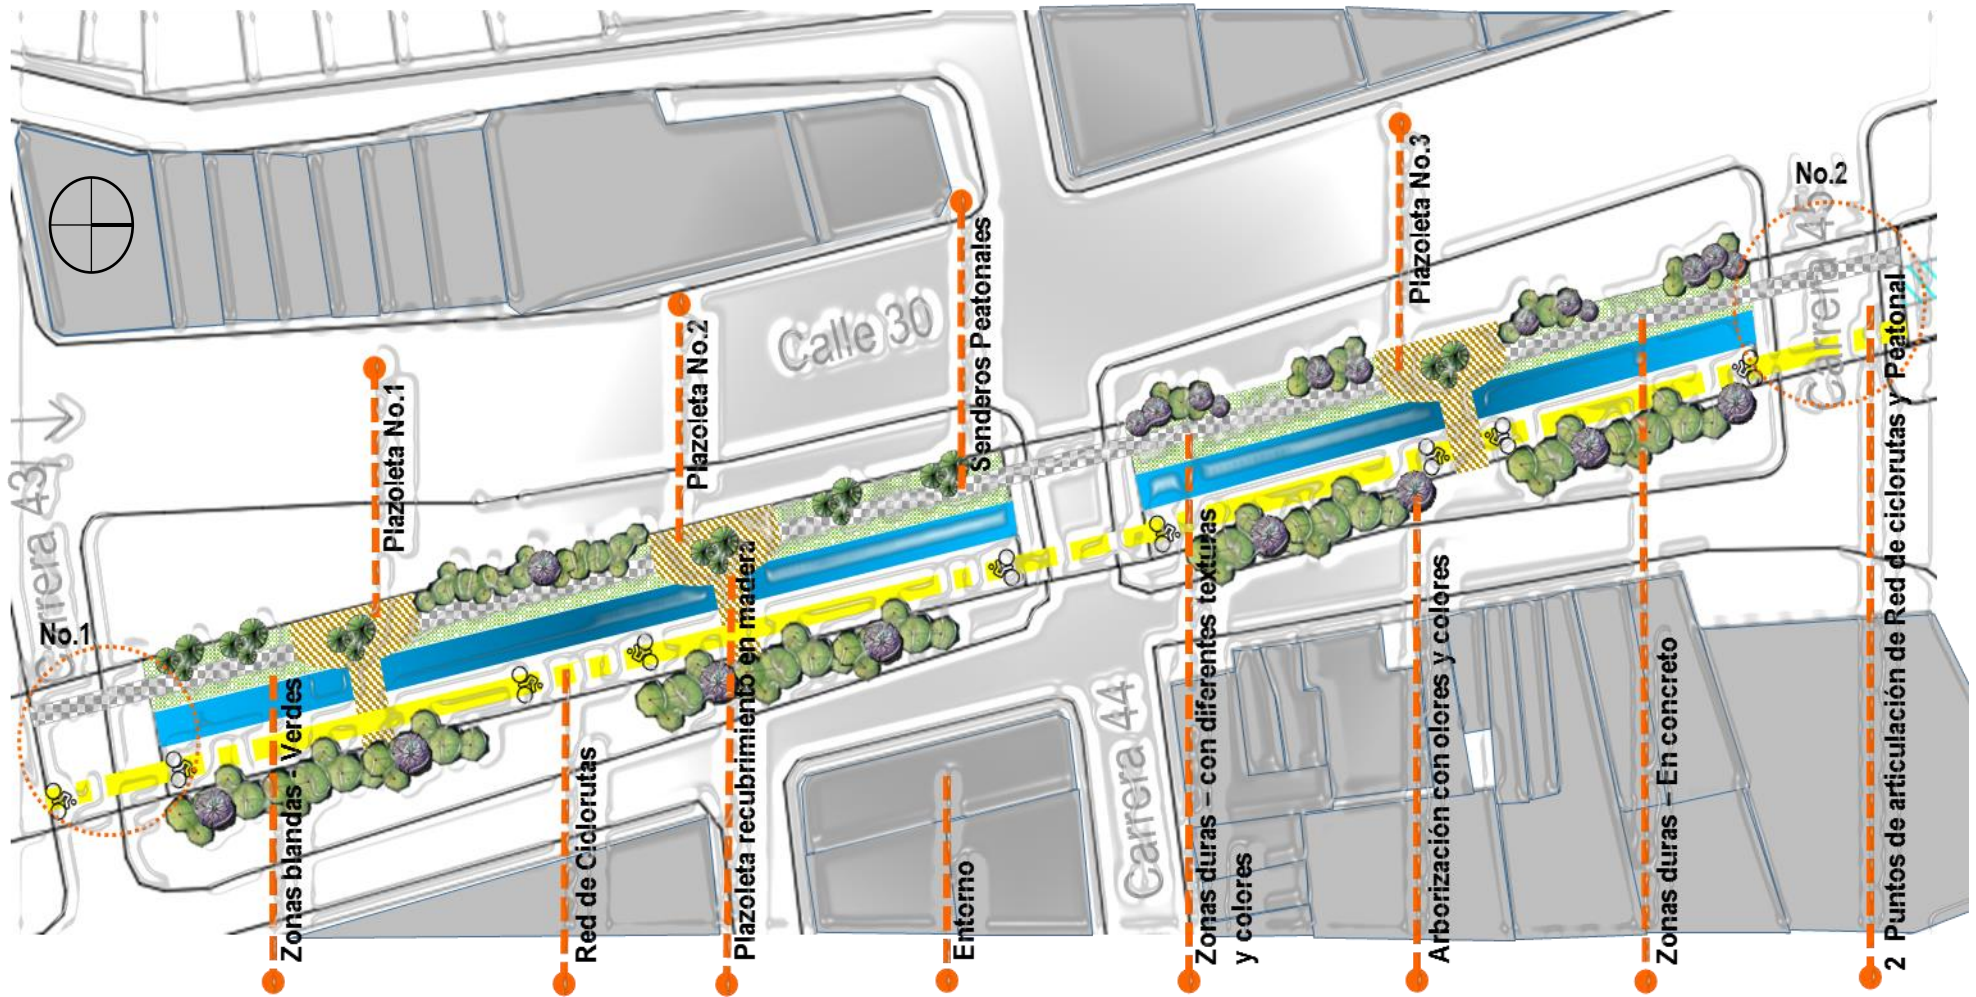 No.1
Carrera 43
Plazoleta No.1
Plazoleta No.2
Calle 30
Senderos Peatonales
Plazoleta No.3
No.2
Carrera 45
Zonas blandas - Verdes
Red de Ciclorutas
Plazoleta recubrimiento en madera
Entorno
Carrera 44
Zonas duras – con diferentes texturas
y colores
Arborización con olores y colores
Zonas duras – En concreto
2 Puntos de articulación de Red de ciclorutas y Peatonal